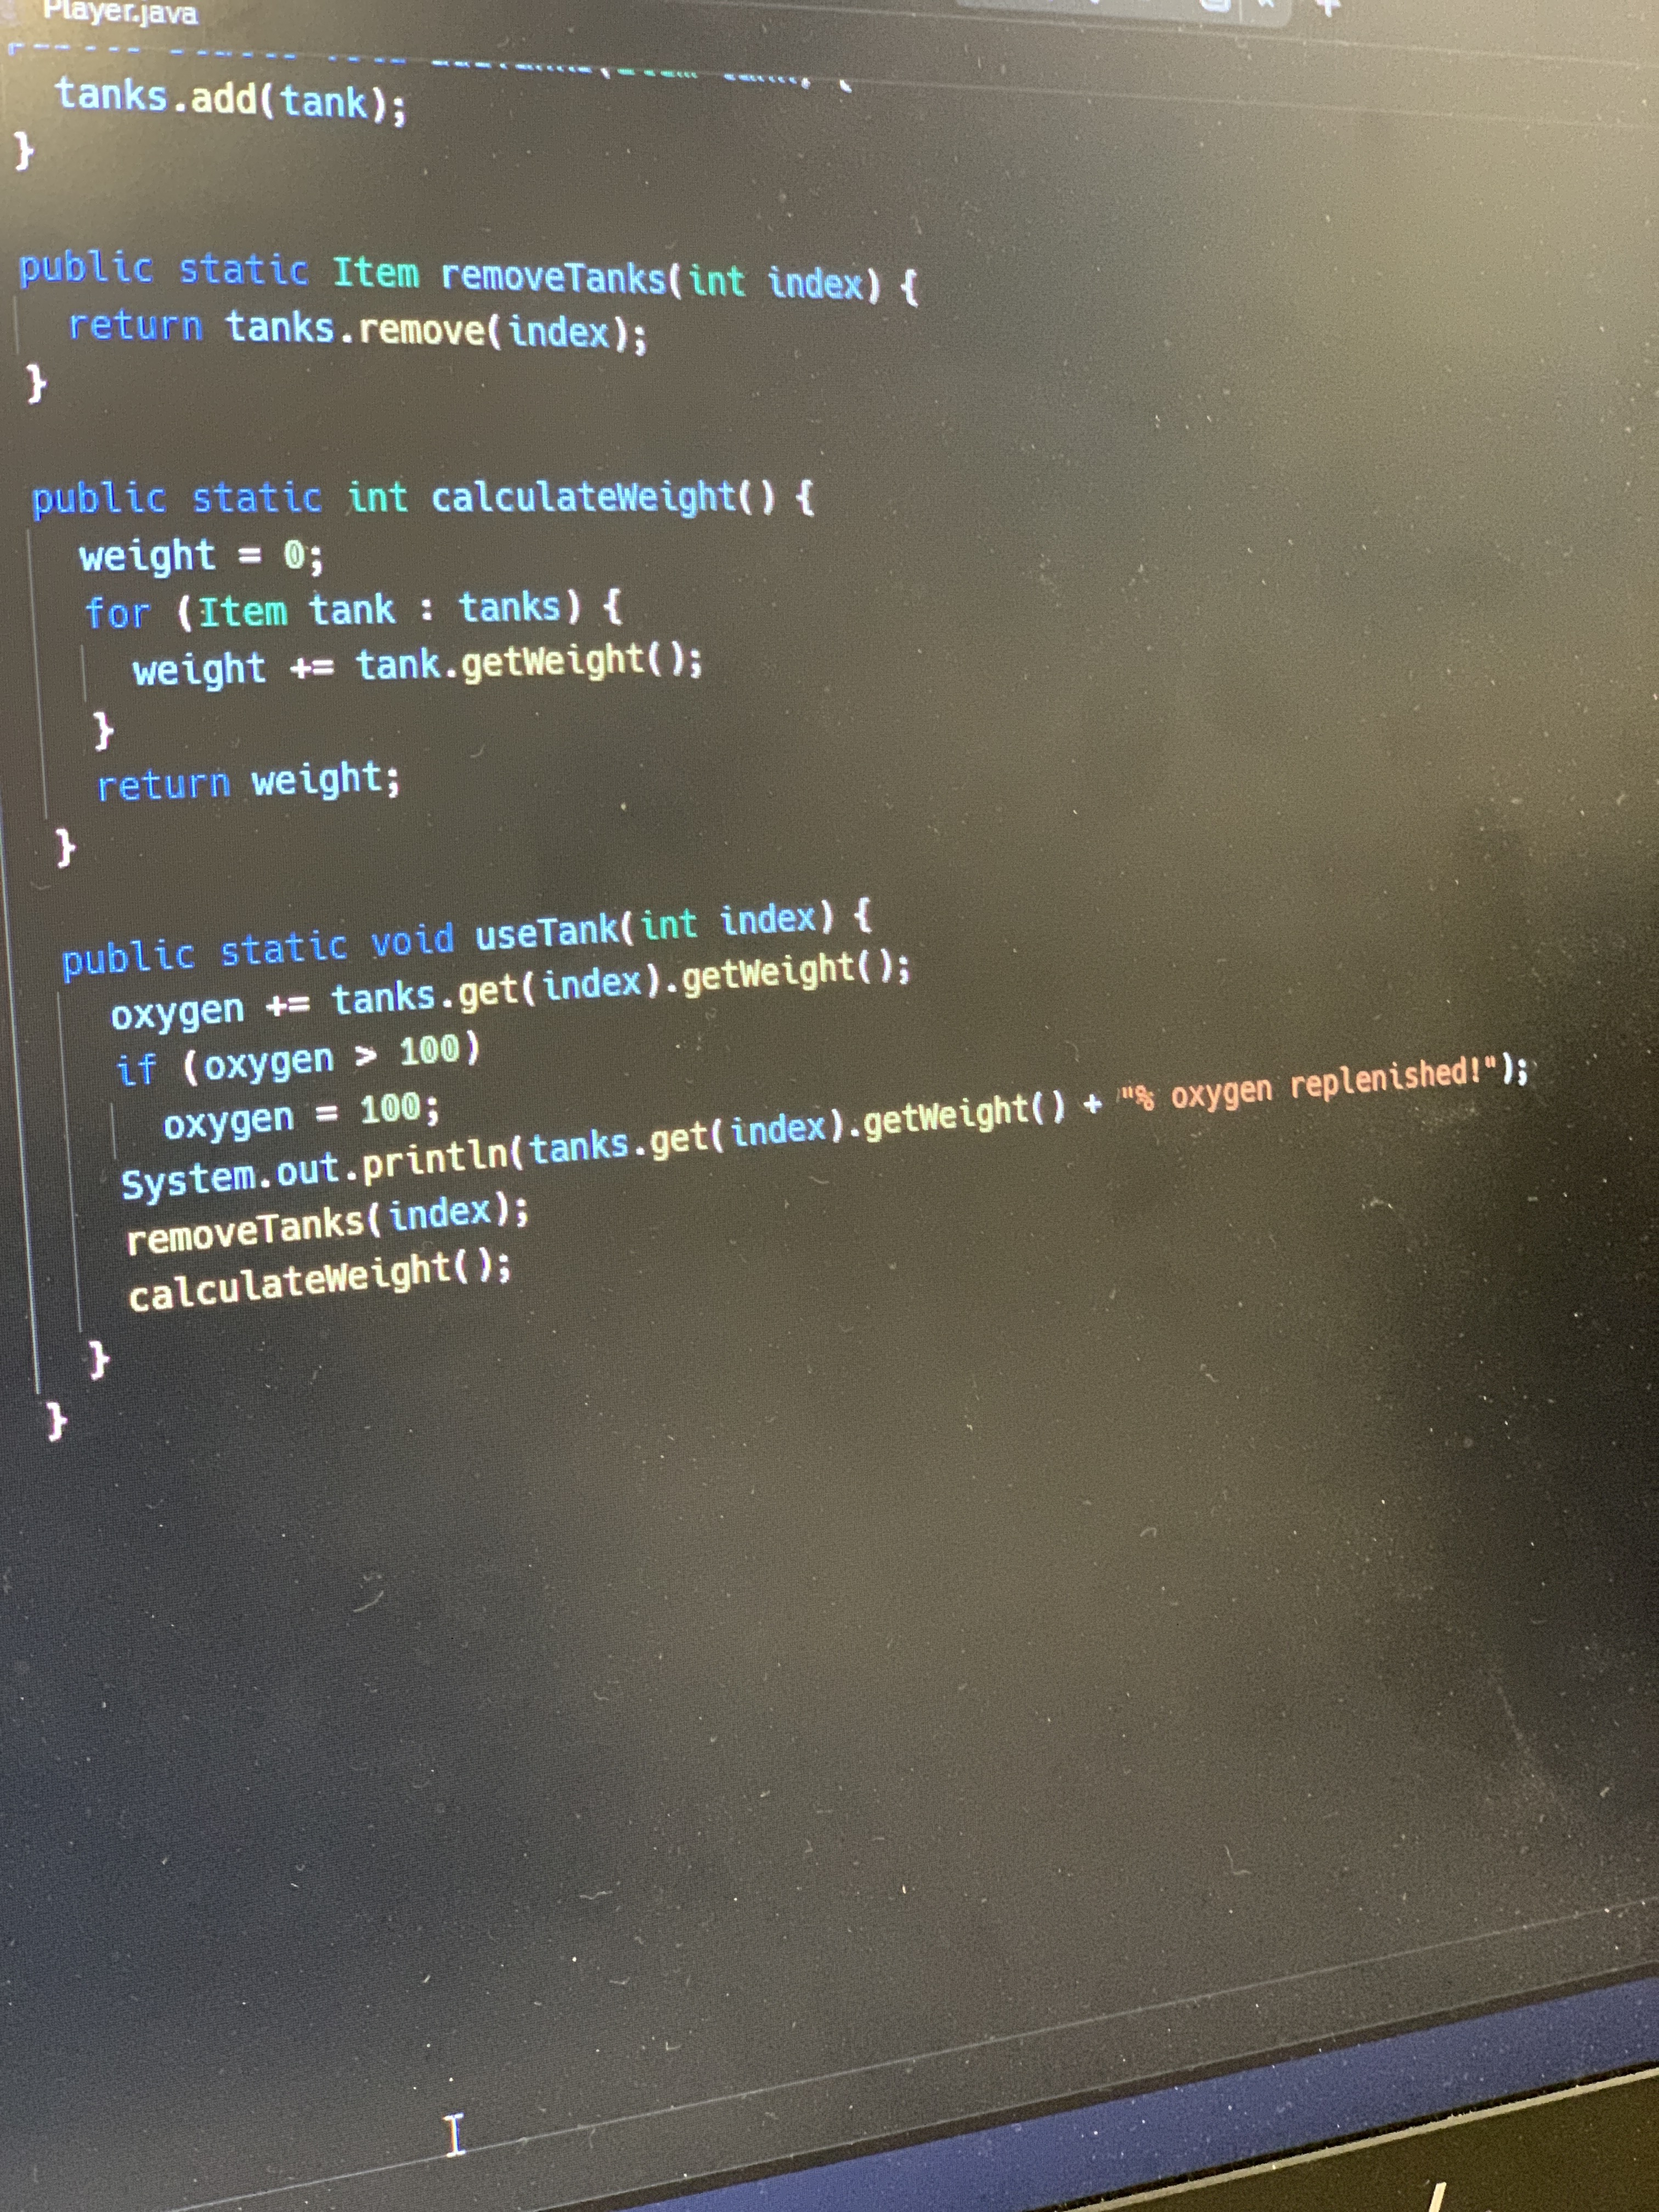 Player.java
tanks.add(tank);
}
public static Item removeTanks(int index) {
return tanks.remove(index);
}
public static int calculateWeight() {
weight = 0;
for (Item tank : tanks) {
weight += tank.getWeight();
}
return weight;
}
public static void useTank(int index) {
oxygen += tanks.get(index).getWeight();
if (oxygen > 100)
oxygen = 100;
System.out.println(tanks.get(index).getWeight() + "% oxygen replenished!");
removeTanks(index);
calculateWeight();
}
}